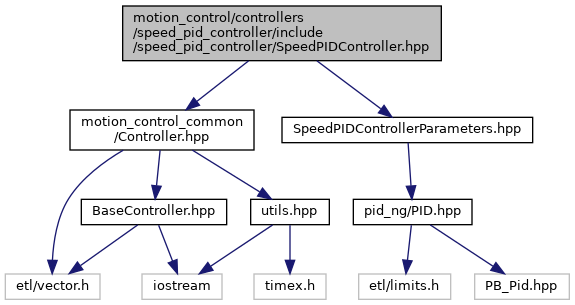 motion_control/controllers
/speed_pid_controller/include
/speed_pid_controller/SpeedPIDController.hpp
motion_control_common
/Controller.hpp
SpeedPIDControllerParameters.hpp
BaseController.hpp
utils.hpp
pid_ng/PID.hpp
etl/vector.h
iostream
timex.h
etl/limits.h
PB_Pid.hpp